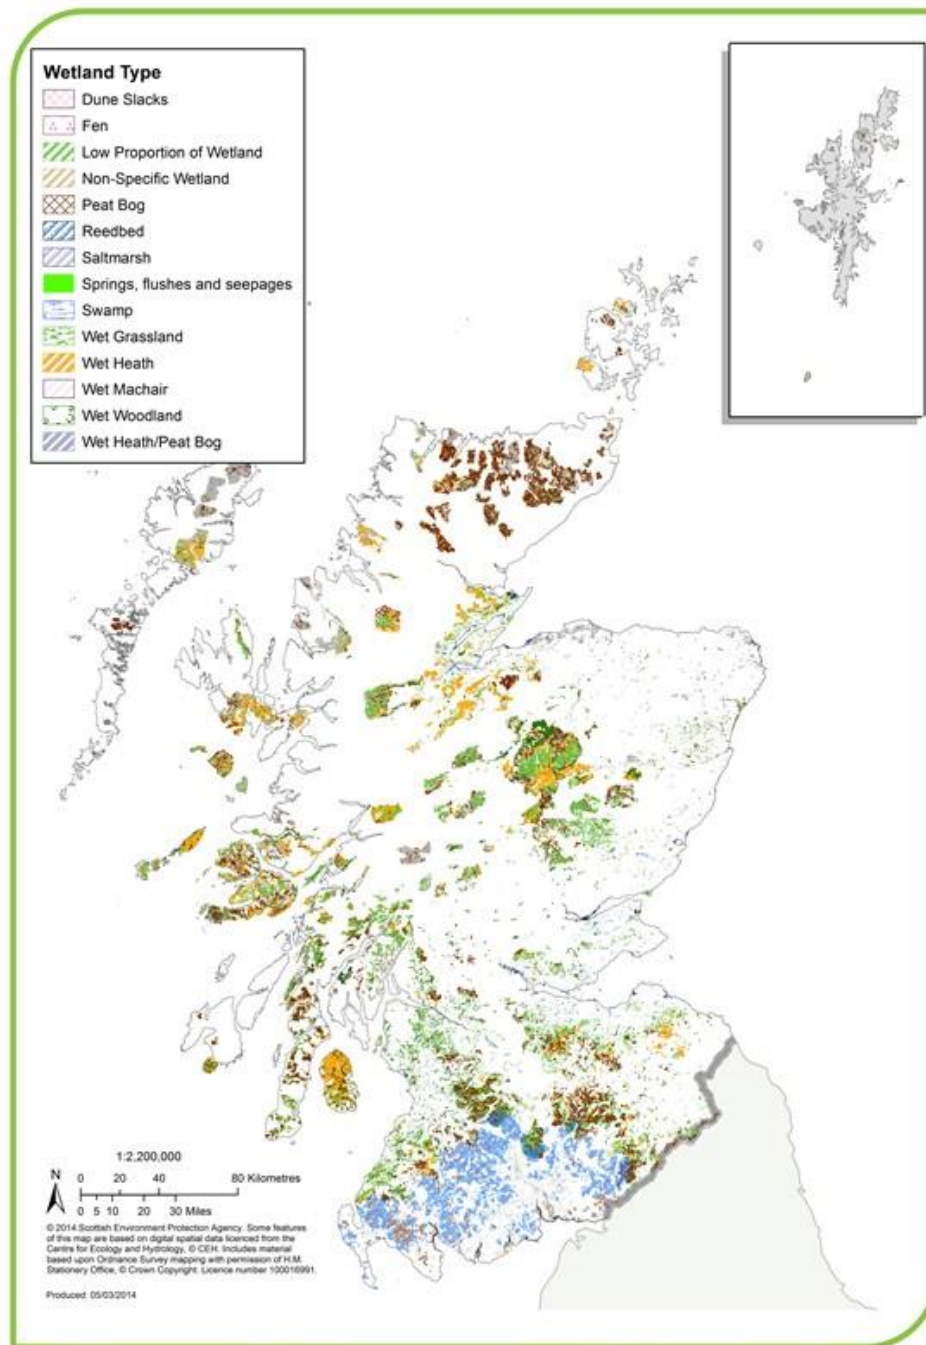 Wetland Type
Dune Slacks
Fen
Low Proportion of Wetland
Non-Specific Wetland
Peat Bog
Reedbed
Saltmarsh
Springs, flushes and seepages
Swamp
Wet Grassland
Wet Heath
Wet Machair
Wet Woodland
Wet Heath/Peat Bog
1:2,200,000
N
0 20 40 80 Kilometres
0 5 10 20 30 Miles
© 2014 Scottish Environment Protection Agency. Some features
of this map are based on digital spatial data licenced from the
Centre for Ecology and Hydrology, © CEH. Includes material
based upon Ordnance Survey mapping with permission of H.M.
Stationery Office, © Crown Copyright. Licence number 100016991.
Produced 05/03/2014